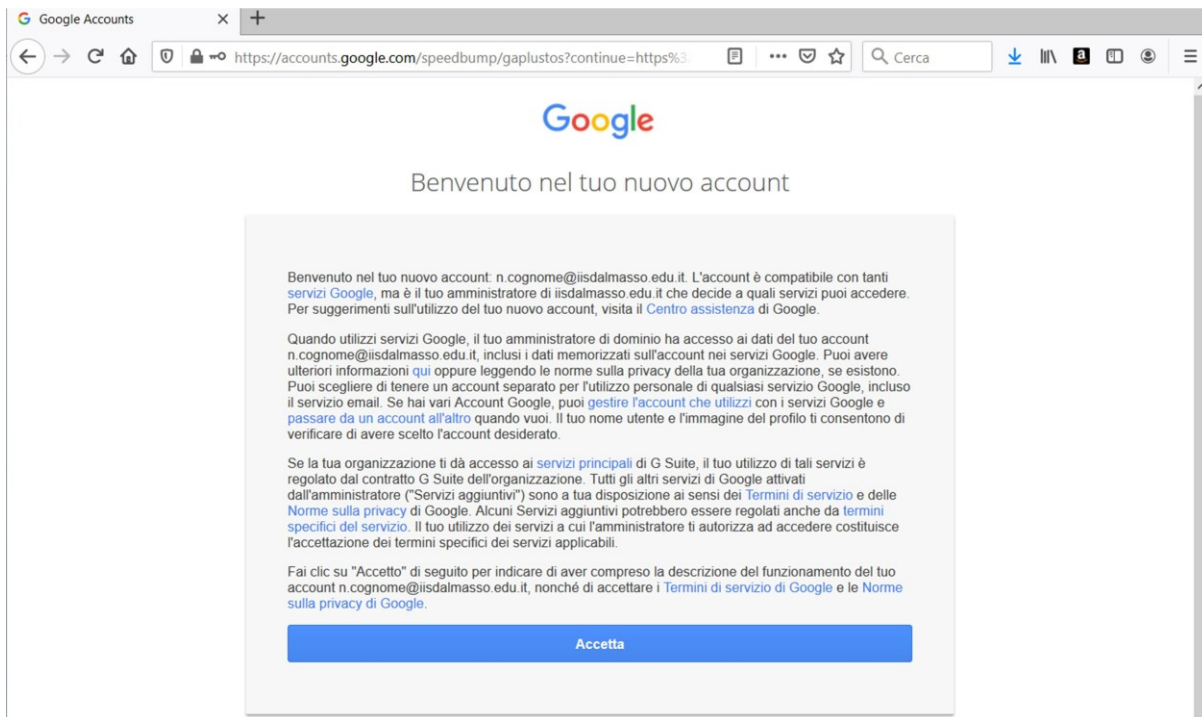 Google Accounts
https://accounts.google.com/speedbump/gaplustos?continue=https%3
Cerca
Google
Benvenuto nel tuo nuovo account
Benvenuto nel tuo nuovo account: n.cognome@iisdalmasso.edu.it. L'account è compatibile con tanti
servizi Google, ma è il tuo amministratore di iisdalmasso.edu.it che decide a quali servizi puoi accedere.
Per suggerimenti sull'utilizzo del tuo nuovo account, visita il Centro assistenza di Google.
Quando utilizzi servizi Google, il tuo amministratore di dominio ha accesso ai dati del tuo account
n.cognome@iisdalmasso.edu.it, inclusi i dati memorizzati sull'account nei servizi Google. Puoi avere
ulteriori informazioni qui oppure leggendo le norme sulla privacy della tua organizzazione, se esistono.
Puoi scegliere di tenere un account separato per l'utilizzo personale di qualsiasi servizio Google, incluso
il servizio email. Se hai vari Account Google, puoi gestire l'account che utilizzi con i servizi Google e
passare da un account all'altro quando vuoi. Il tuo nome utente e l'immagine del profilo ti consentono di
verificare di avere scelto l'account desiderato.
Se la tua organizzazione ti dà accesso ai servizi principali di G Suite, il tuo utilizzo di tali servizi è
regolato dal contratto G Suite dell'organizzazione. Tutti gli altri servizi di Google attivati
dall'amministratore ("Servizi aggiuntivi") sono a tua disposizione ai sensi dei Termini di servizio e delle
Norme sulla privacy di Google. Alcuni Servizi aggiuntivi potrebbero essere regolati anche da termini
specifici del servizio. Il tuo utilizzo dei servizi a cui l'amministratore ti autorizza ad accedere costituisce
l'accettazione dei termini specifici dei servizi applicabili.
Fai clic su "Accetto" di seguito per indicare di aver compreso la descrizione del funzionamento del tuo
account n.cognome@iisdalmasso.edu.it, nonché di accettare i Termini di servizio di Google e le Norme
sulla privacy di Google.
Accetta